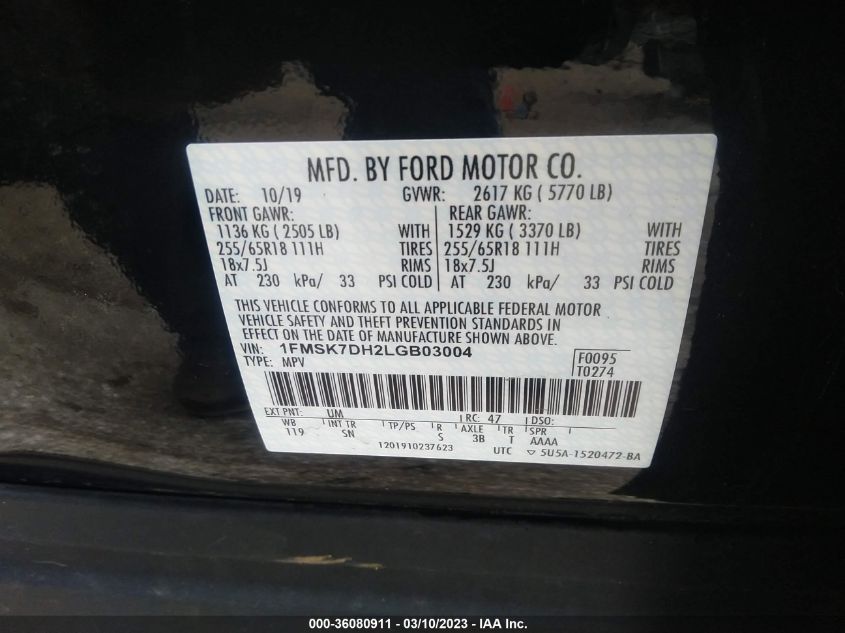 MFD. BY FORD MOTOR CO.
DATE: 10/19 GVWR: 2617 KG ( 5770 LB)
FRONT GAWR: REAR GAWR:
1136 KG ( 2505 LB) WITH 1529 KG ( 3370 LB) WITH
255/65R18 111H TIRES 255/65R18 111H TIRES
18x7.5J RIMS 18x7.5J RIMS
AT 230 kPa/ 33 PSI COLD AT 230 kPa/ 33 PSI COLD
THIS VEHICLE CONFORMS TO ALL APPLICABLE FEDERAL MOTOR
VEHICLE SAFETY AND THEFT PREVENTION STANDARDS IN
EFFECT ON THE DATE OF MANUFACTURE SHOWN ABOVE.
VIN: 1FMSK7DH2LGB03004 F0095
TYPE: MPV T0274
EXT PNT: UM RC: 47 DSO:
WB INT TR TP/PS R AXLE TR SPR
119 SN S 3B T AAAA
1201910237623 UTC ▽ 5U5A-1520472-BA
000-36080911 — 03/10/2023 — IAA Inc.